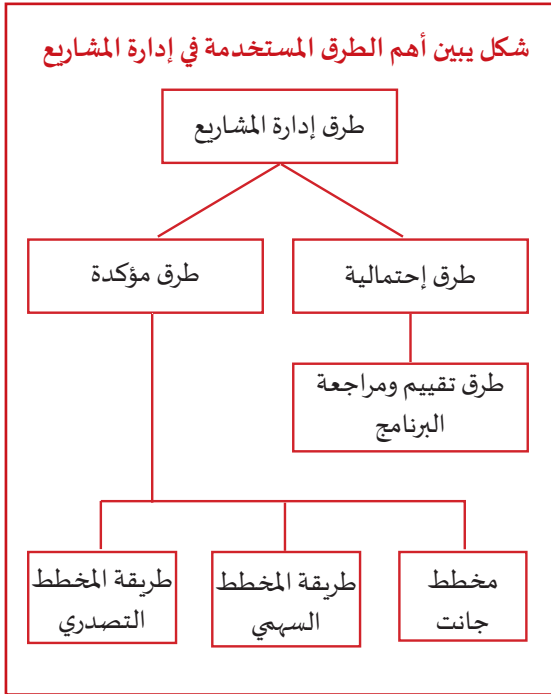 شكل يبين أهم الطرق المستخدمة في إدارة المشاريع
طرق إدارة المشاريع
طرق إحتمالية
طرق مؤكدة
طرق تقييم ومراجعة
البرنامج
مخطط
جانت
طريقة المخطط
السهمي
طريقة المخطط
التصدري